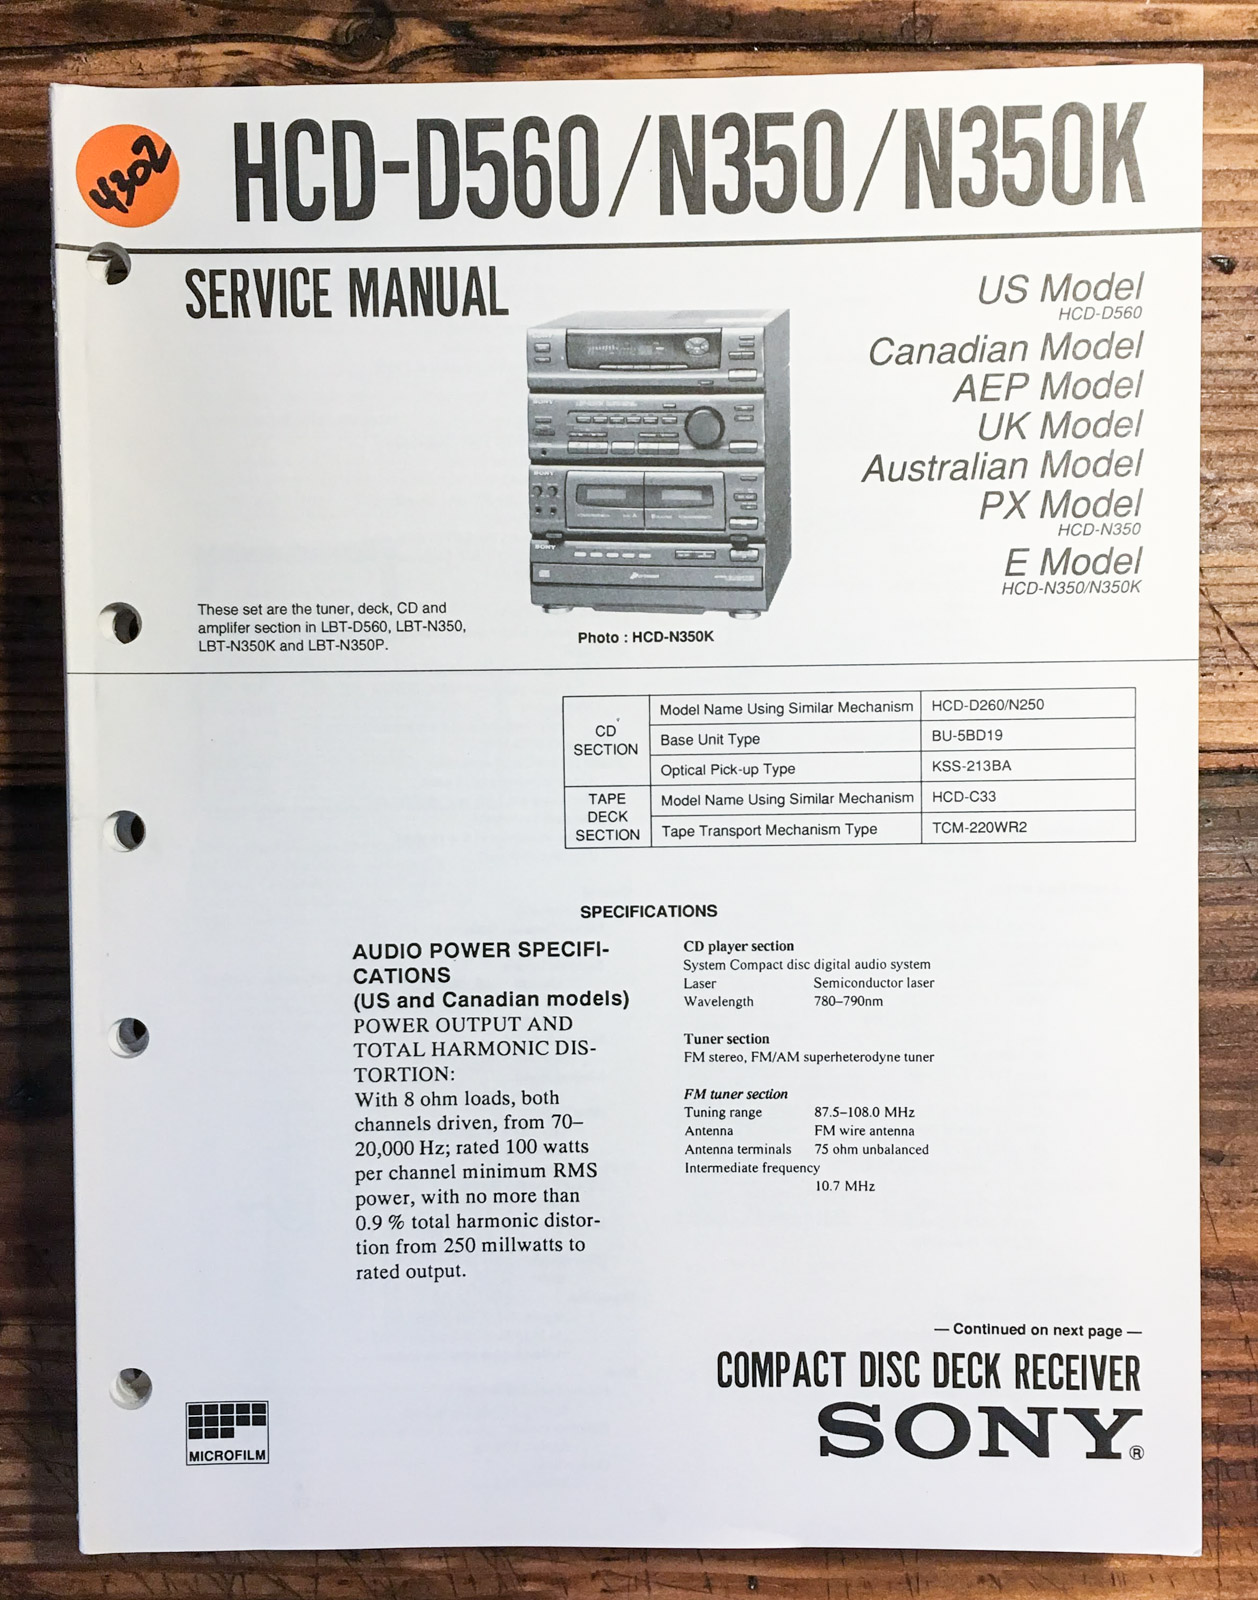 4302
HCD-D560/N350/N350K
SERVICE MANUAL
US Model
HCD-D560
Canadian Model
AEP Model
UK Model
Australian Model
PX Model
HCD-N350
E Model
HCD-N350/N350K
SONY
SONY
SONY
These set are the tuner, deck, CD and
amplifer section in LBT-D560, LBT-N350,
LBT-N350K and LBT-N350P.
Photo : HCD-N350K
CD
SECTION
Model Name Using Similar Mechanism HCD-D260/N250
Base Unit Type BU-5BD19
Optical Pick-up Type KSS-213BA
TAPE
DECK
SECTION
Model Name Using Similar Mechanism HCD-C33
Tape Transport Mechanism Type TCM-220WR2
SPECIFICATIONS
AUDIO POWER SPECIFI-
CATIONS
(US and Canadian models)
POWER OUTPUT AND
TOTAL HARMONIC DIS-
TORTION:
With 8 ohm loads, both
channels driven, from 70–
20,000 Hz; rated 100 watts
per channel minimum RMS
power, with no more than
0.9 % total harmonic distor-
tion from 250 millwatts to
rated output.
CD player section
System Compact disc digital audio system
Laser Semiconductor laser
Wavelength 780–790nm
Tuner section
FM stereo, FM/AM superheterodyne tuner
FM tuner section
Tuning range 87.5–108.0 MHz
Antenna FM wire antenna
Antenna terminals 75 ohm unbalanced
Intermediate frequency
10.7 MHz
— Continued on next page —
COMPACT DISC DECK RECEIVER
SONY®
MICROFILM